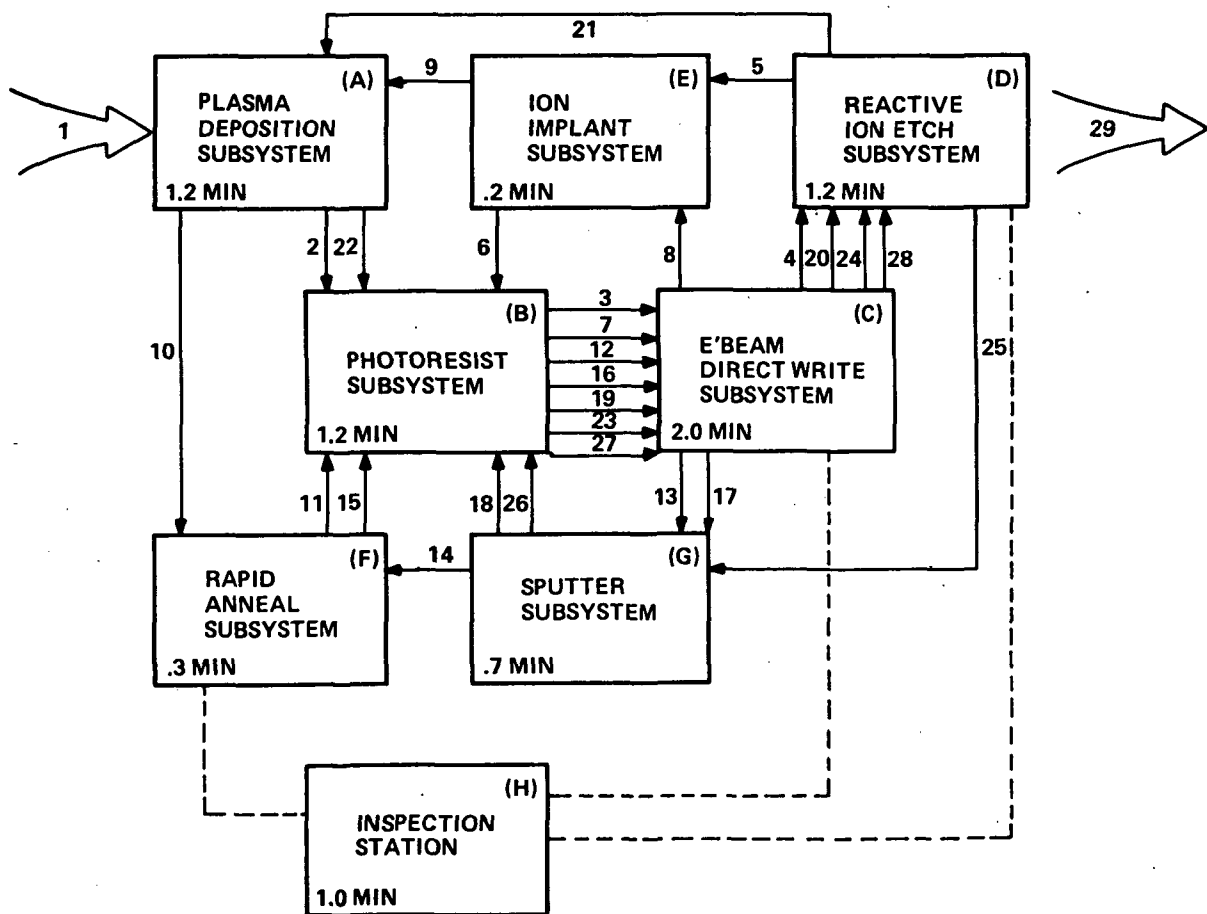 21
(A)
PLASMA
DEPOSITION
SUBSYSTEM
1.2 MIN
9
(E)
ION
IMPLANT
SUBSYSTEM
.2 MIN
5
(D)
REACTIVE
ION ETCH
SUBSYSTEM
1.2 MIN
1
29
2
22
6
8
4
20
24
28
10
(B)
PHOTORESIST
SUBSYSTEM
1.2 MIN
3
7
12
16
19
23
27
(C)
E'BEAM
DIRECT WRITE
SUBSYSTEM
2.0 MIN
25
11
15
18
26
13
17
(F)
RAPID
ANNEAL
SUBSYSTEM
.3 MIN
14
(G)
SPUTTER
SUBSYSTEM
.7 MIN
(H)
INSPECTION
STATION
1.0 MIN